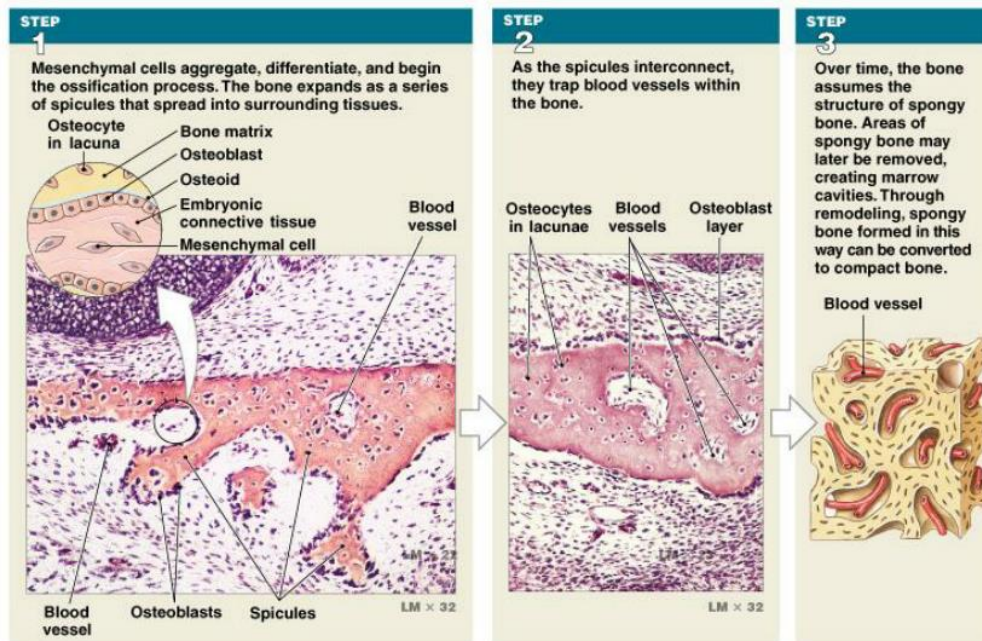 STEP
1
Mesenchymal cells aggregate, differentiate, and begin
the ossification process. The bone expands as a series
of spicules that spread into surrounding tissues.
Osteocyte
in lacuna
Bone matrix
Osteoblast
Osteoid
Embryonic
connective tissue
Mesenchymal cell
Blood
vessel
Blood
vessel
Osteoblasts
Spicules
LM × 32
STEP
2
As the spicules interconnect,
they trap blood vessels within
the bone.
Osteocytes
in lacunae
Blood
vessels
Osteoblast
layer
LM × 32
STEP
3
Over time, the bone
assumes the
structure of spongy
bone. Areas of
spongy bone may
later be removed,
creating marrow
cavities. Through
remodeling, spongy
bone formed in this
way can be converted
to compact bone.
Blood vessel